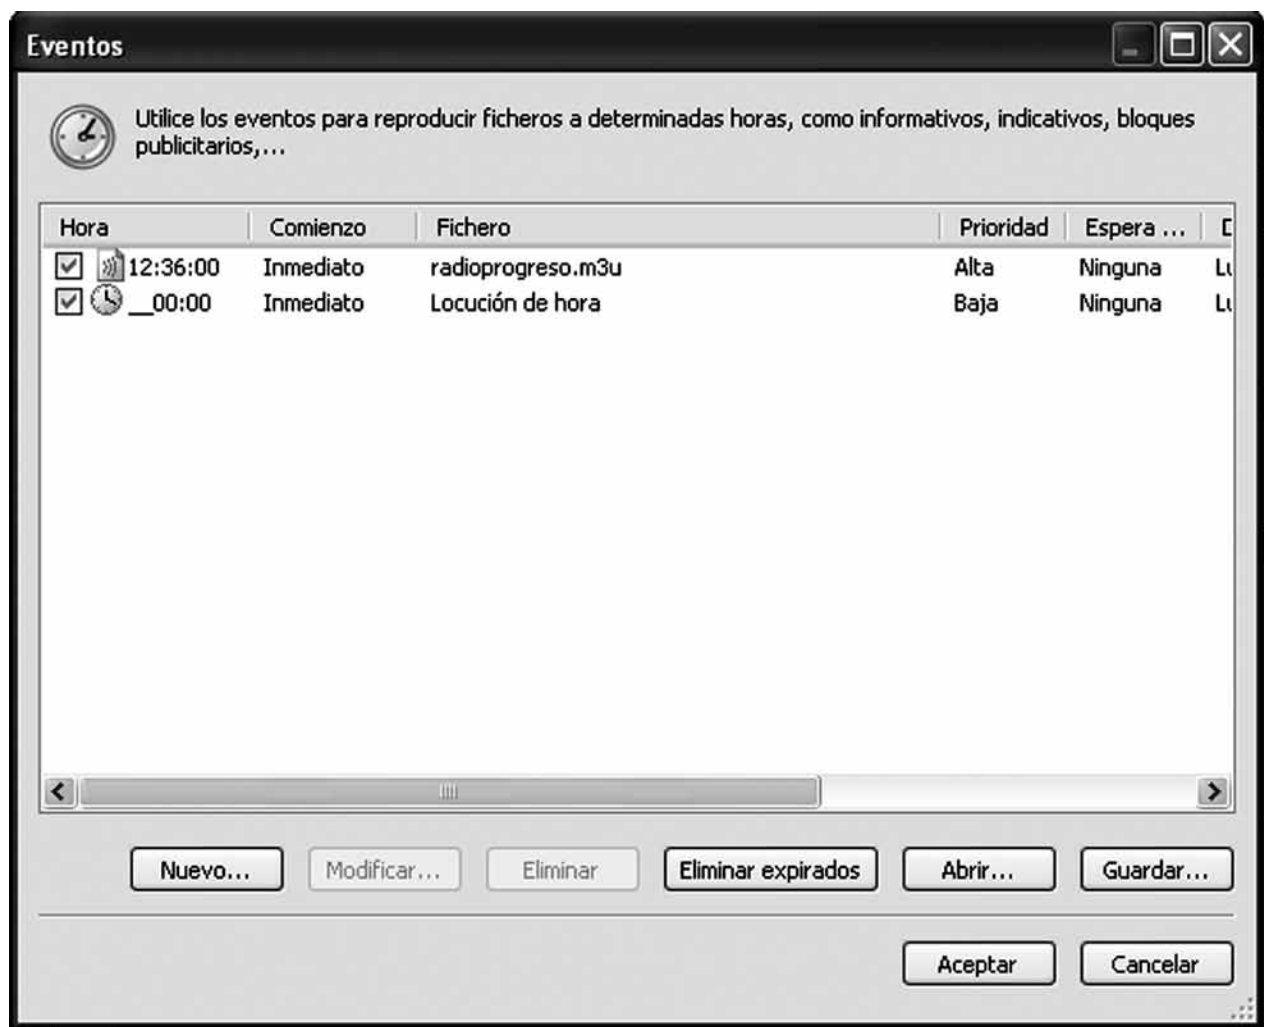 Eventos
Utilice los eventos para reproducir ficheros a determinadas horas, como informativos, indicativos, bloques
publicitarios,...
Hora Comienzo Fichero Prioridad Espera ...
12:36:00 Inmediato radioprogreso.m3u Alta Ninguna
__00:00 Inmediato Locución de hora Baja Ninguna
Nuevo... Modificar... Eliminar Eliminar expirados Abrir... Guardar...
Aceptar Cancelar